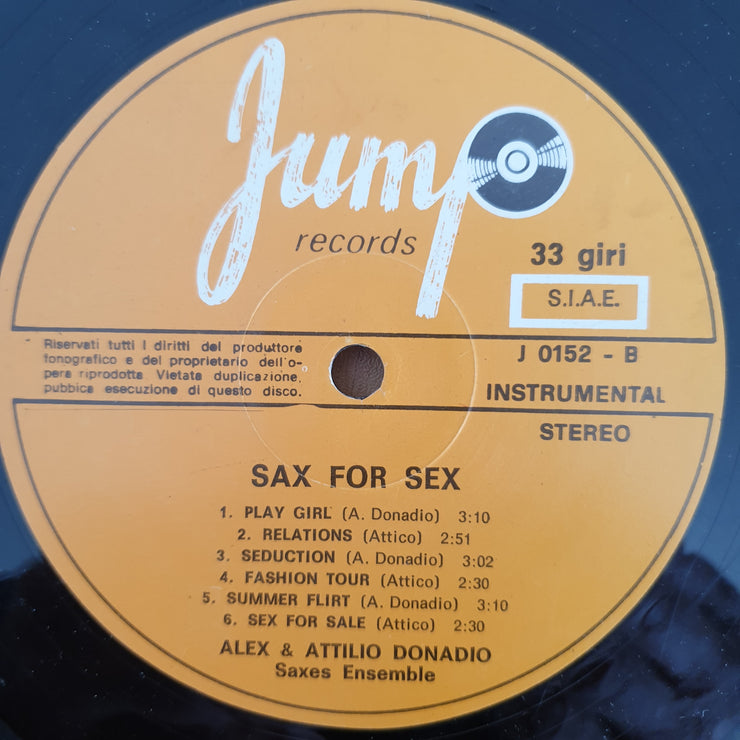 Jump
records
33 giri
S.I.A.E.
Riservati tutti I diritti del produttore
fonografico e del proprietario dell'o-
pera riprodotta Vietata duplicazione,
pubbica esecuzione di questo disco.
J 0152 - B
INSTRUMENTAL
STEREO
SAX FOR SEX
1. PLAY GIRL (A. Donadio) 3:10
2. RELATIONS (Attico) 2:51
3. SEDUCTION (A. Donadio) 3:02
4. FASHION TOUR (Attico) 2:30
5. SUMMER FLIRT (A. Donadio) 3:10
6. SEX FOR SALE (Attico) 2:30
ALEX & ATTILIO DONADIO
Saxes Ensemble